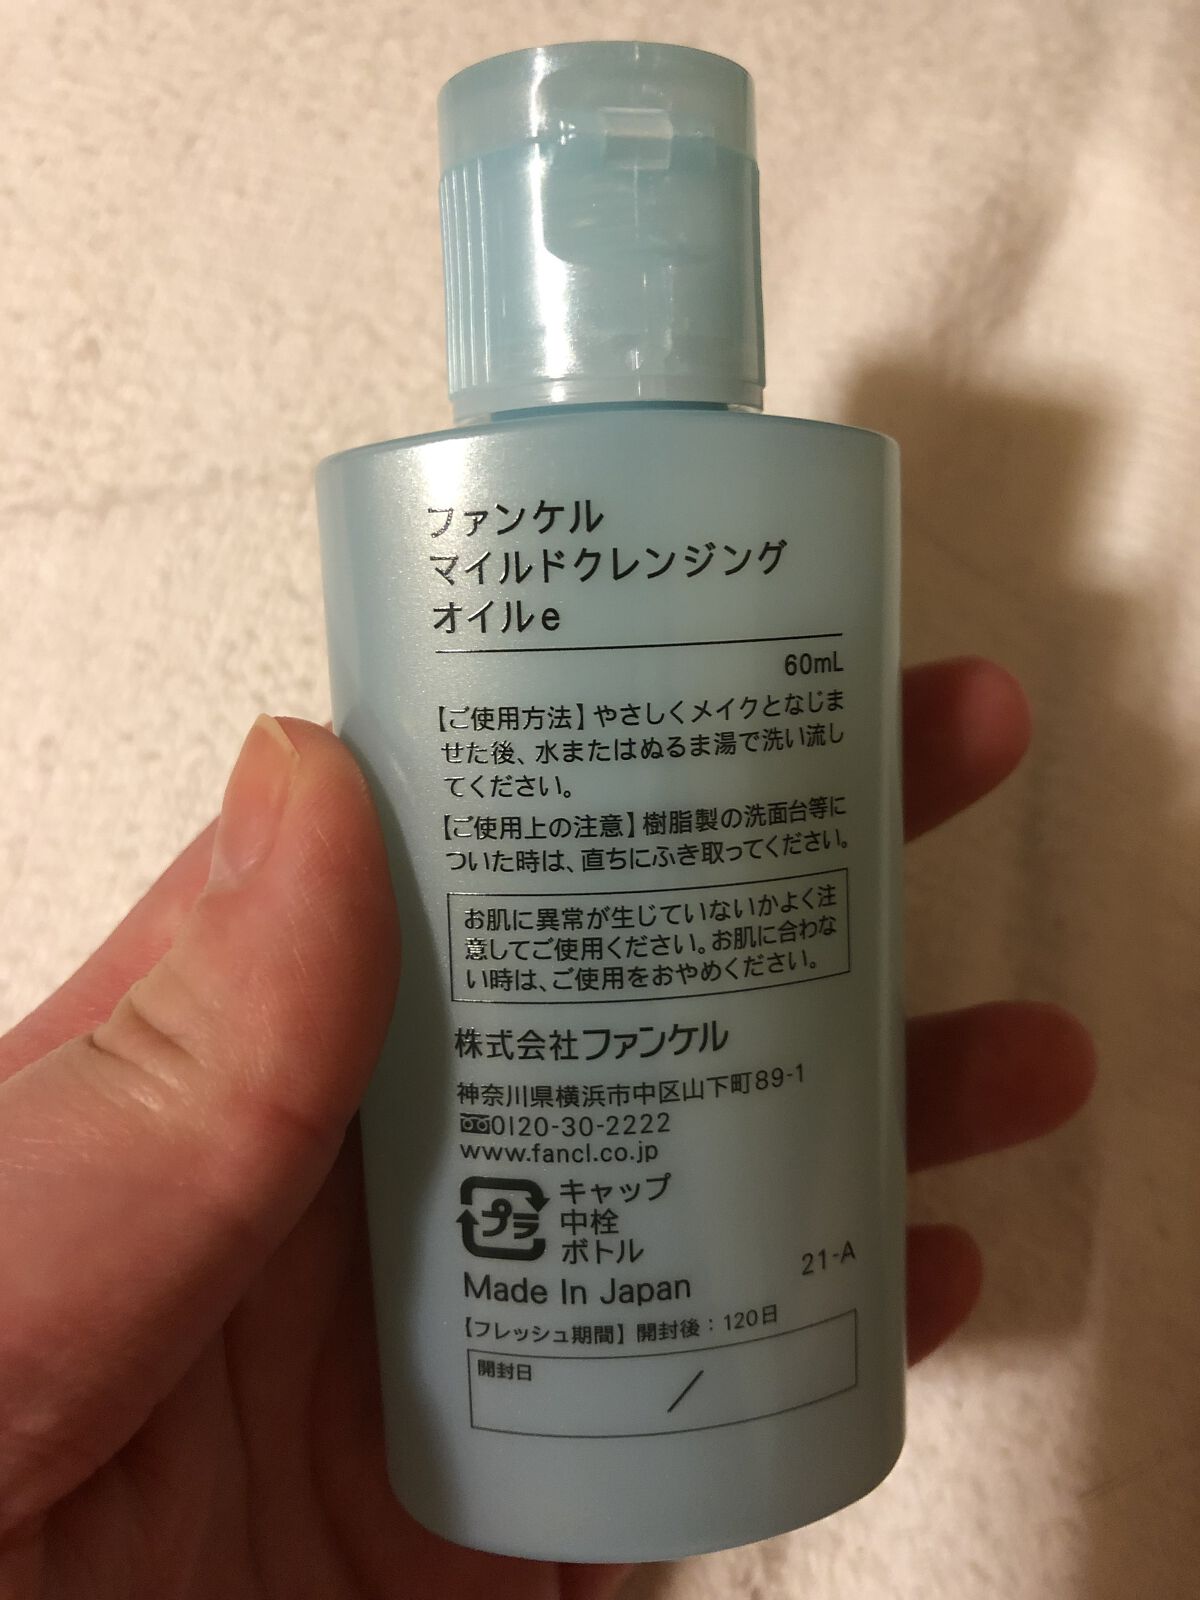 ファンケル
マイルドクレンジング
オイルe
60mL
【ご使用方法】やさしくメイクとなじま
せた後、水またはぬるま湯で洗い流し
てください。
【ご使用上の注意】樹脂製の洗面台等に
ついた時は、直ちにふき取ってください。
お肌に異常が生じていないかよく注
意してご使用ください。お肌に合わな
い時は、ご使用をおやめください。
株式会社ファンケル
神奈川県横浜市中区山下町89-1
0120-30-2222
www.fancl.co.jp
プラ
キャップ
中栓
ボトル
Made In Japan
21-A
【フレッシュ期間】開封後：120日
開封日
／